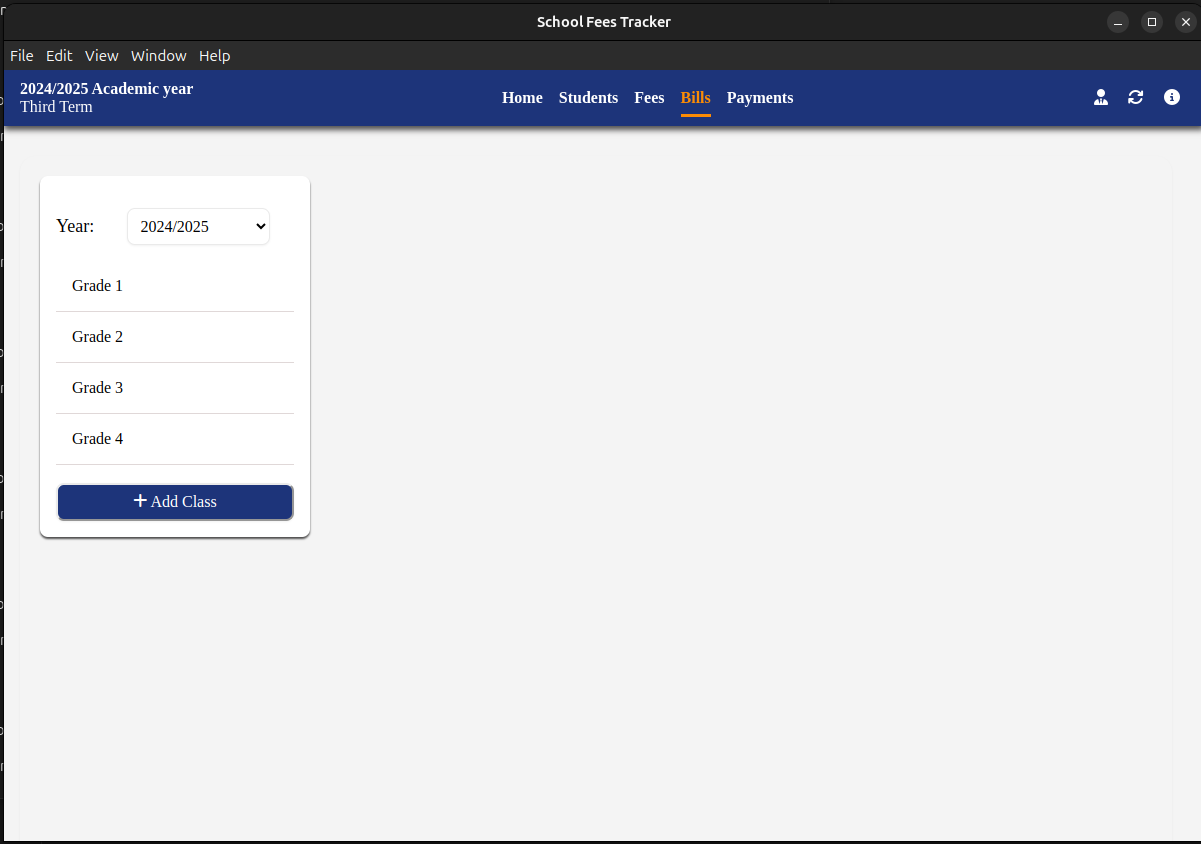 School Fees Tracker
File Edit View Window Help
2024/2025 Academic year
Third Term
Home Students Fees Bills Payments
Year: 2024/2025
Grade 1
Grade 2
Grade 3
Grade 4
+ Add Class